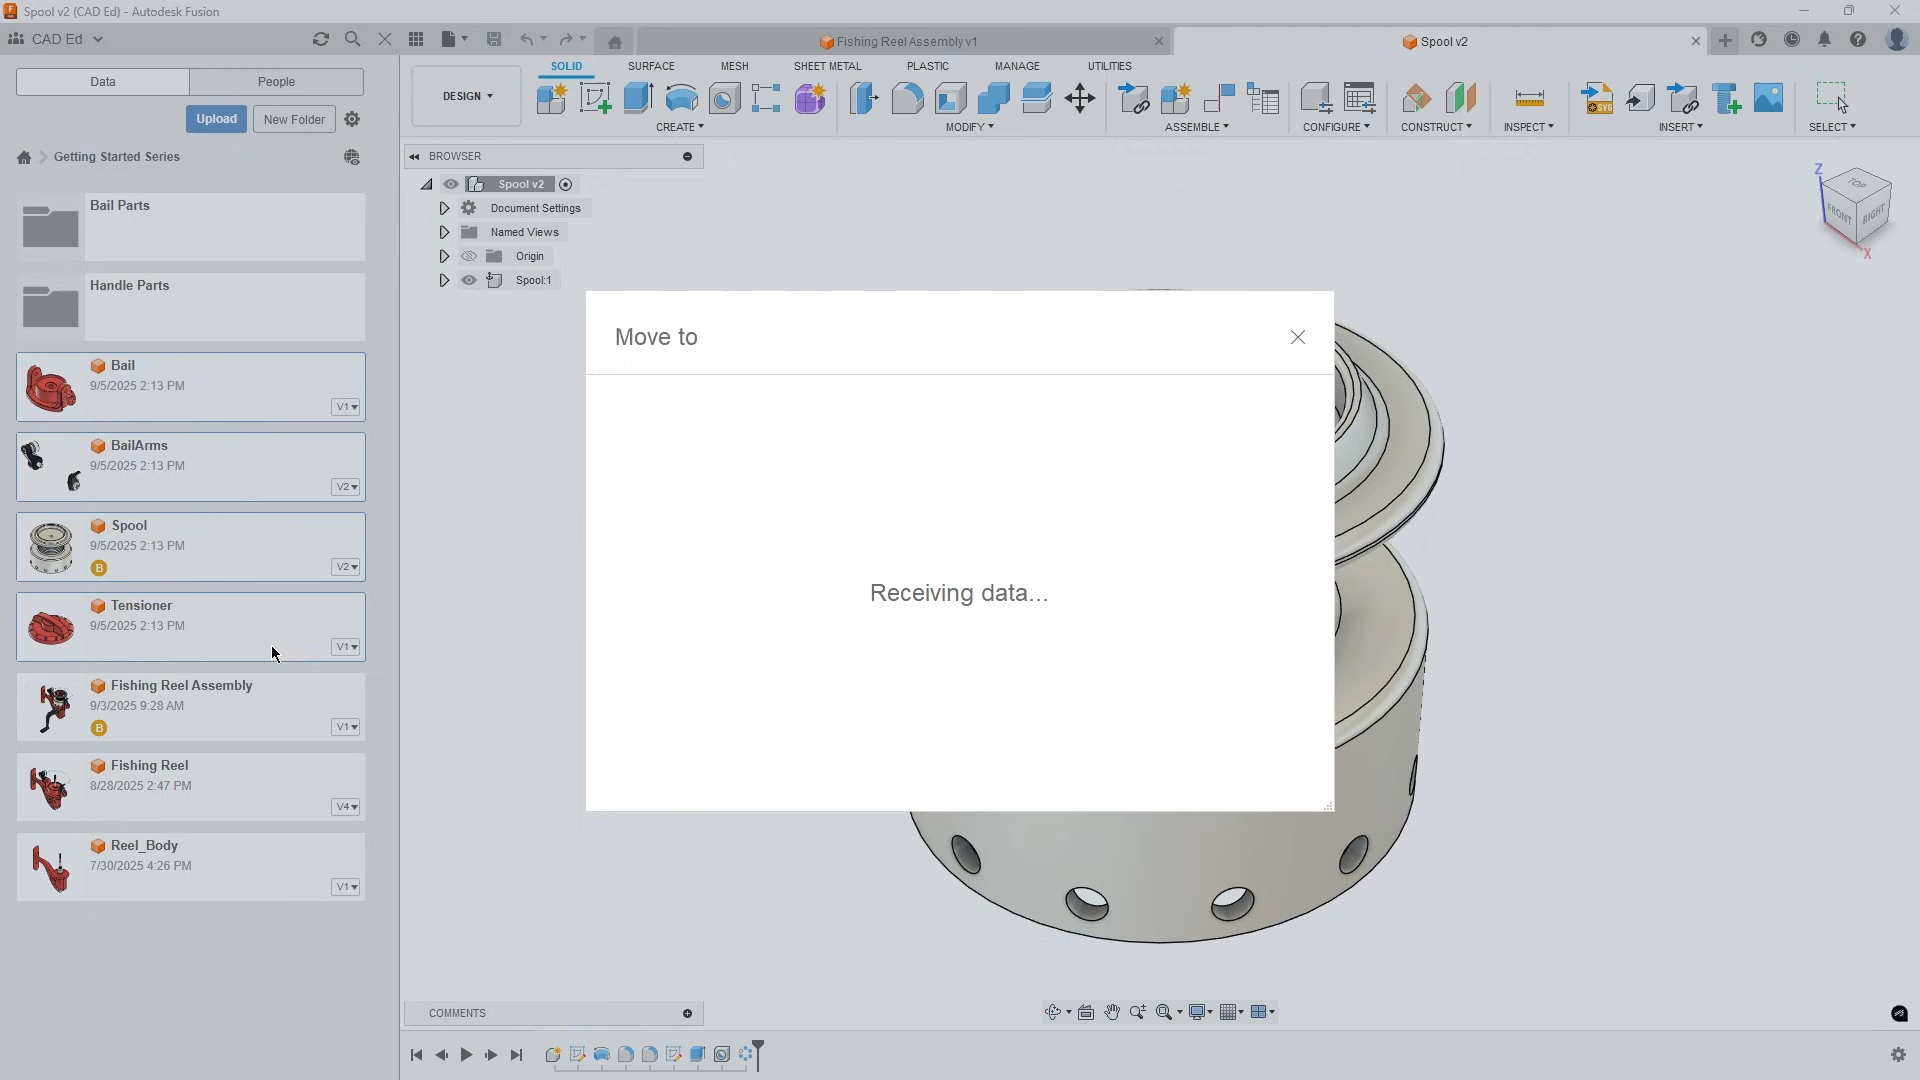 Spool v2 (CAD Ed) - Autodesk Fusion
CAD Ed
Fishing Reel Assembly v1
Spool v2
Data
People
Upload
New Folder
Getting Started Series
Bail Parts
Handle Parts
Bail
9/5/2025 2:13 PM
V1
BailArms
9/5/2025 2:13 PM
V2
Spool
9/5/2025 2:13 PM
B
V2
Tensioner
9/5/2025 2:13 PM
V1
Fishing Reel Assembly
9/3/2025 9:28 AM
B
V1
Fishing Reel
8/28/2025 2:47 PM
V4
Reel_Body
7/30/2025 4:26 PM
V1
DESIGN
SOLID
SURFACE
MESH
SHEET METAL
PLASTIC
MANAGE
UTILITIES
CREATE
MODIFY
ASSEMBLE
CONFIGURE
CONSTRUCT
INSPECT
SVG
INSERT
SELECT
BROWSER
Spool v2
Document Settings
Named Views
Origin
Spool:1
Z
TOP
FRONT
RIGHT
X
Move to
Receiving data...
COMMENTS